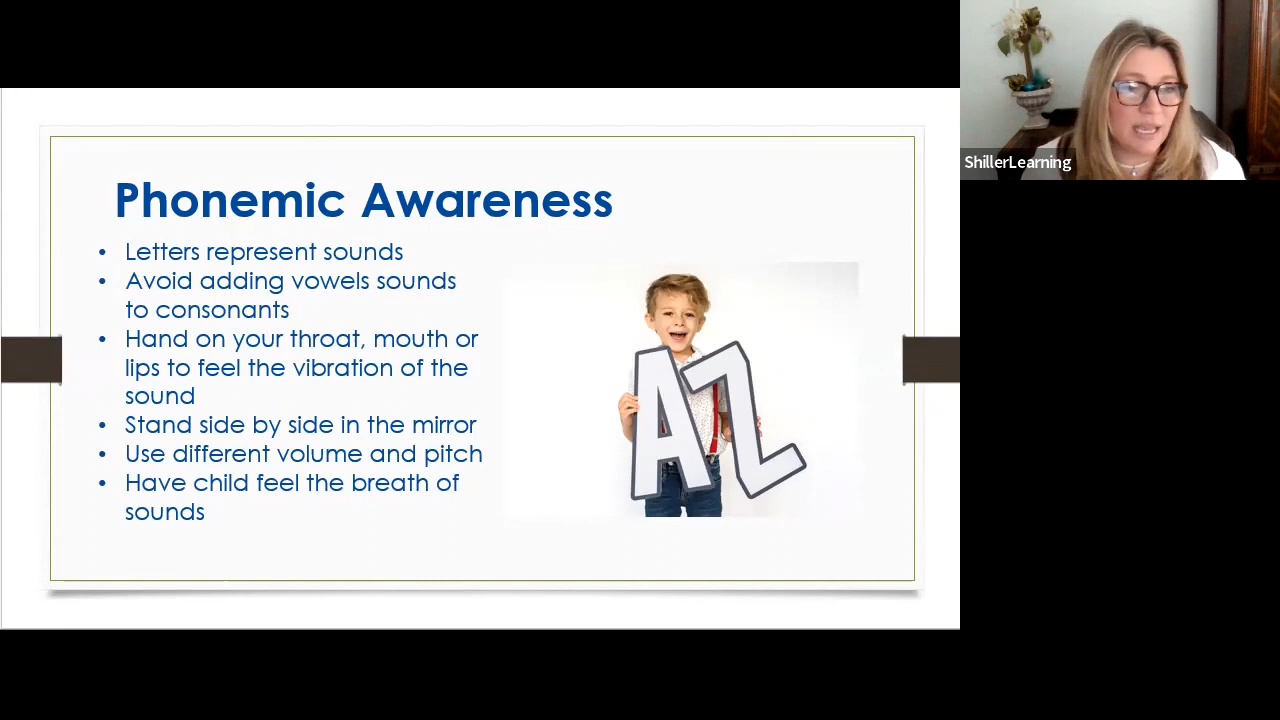 Phonemic Awareness
• Letters represent sounds
• Avoid adding vowels sounds
to consonants
• Hand on your throat, mouth or
lips to feel the vibration of the
sound
• Stand side by side in the mirror
• Use different volume and pitch
• Have child feel the breath of
sounds
A Z
ShillerLearning